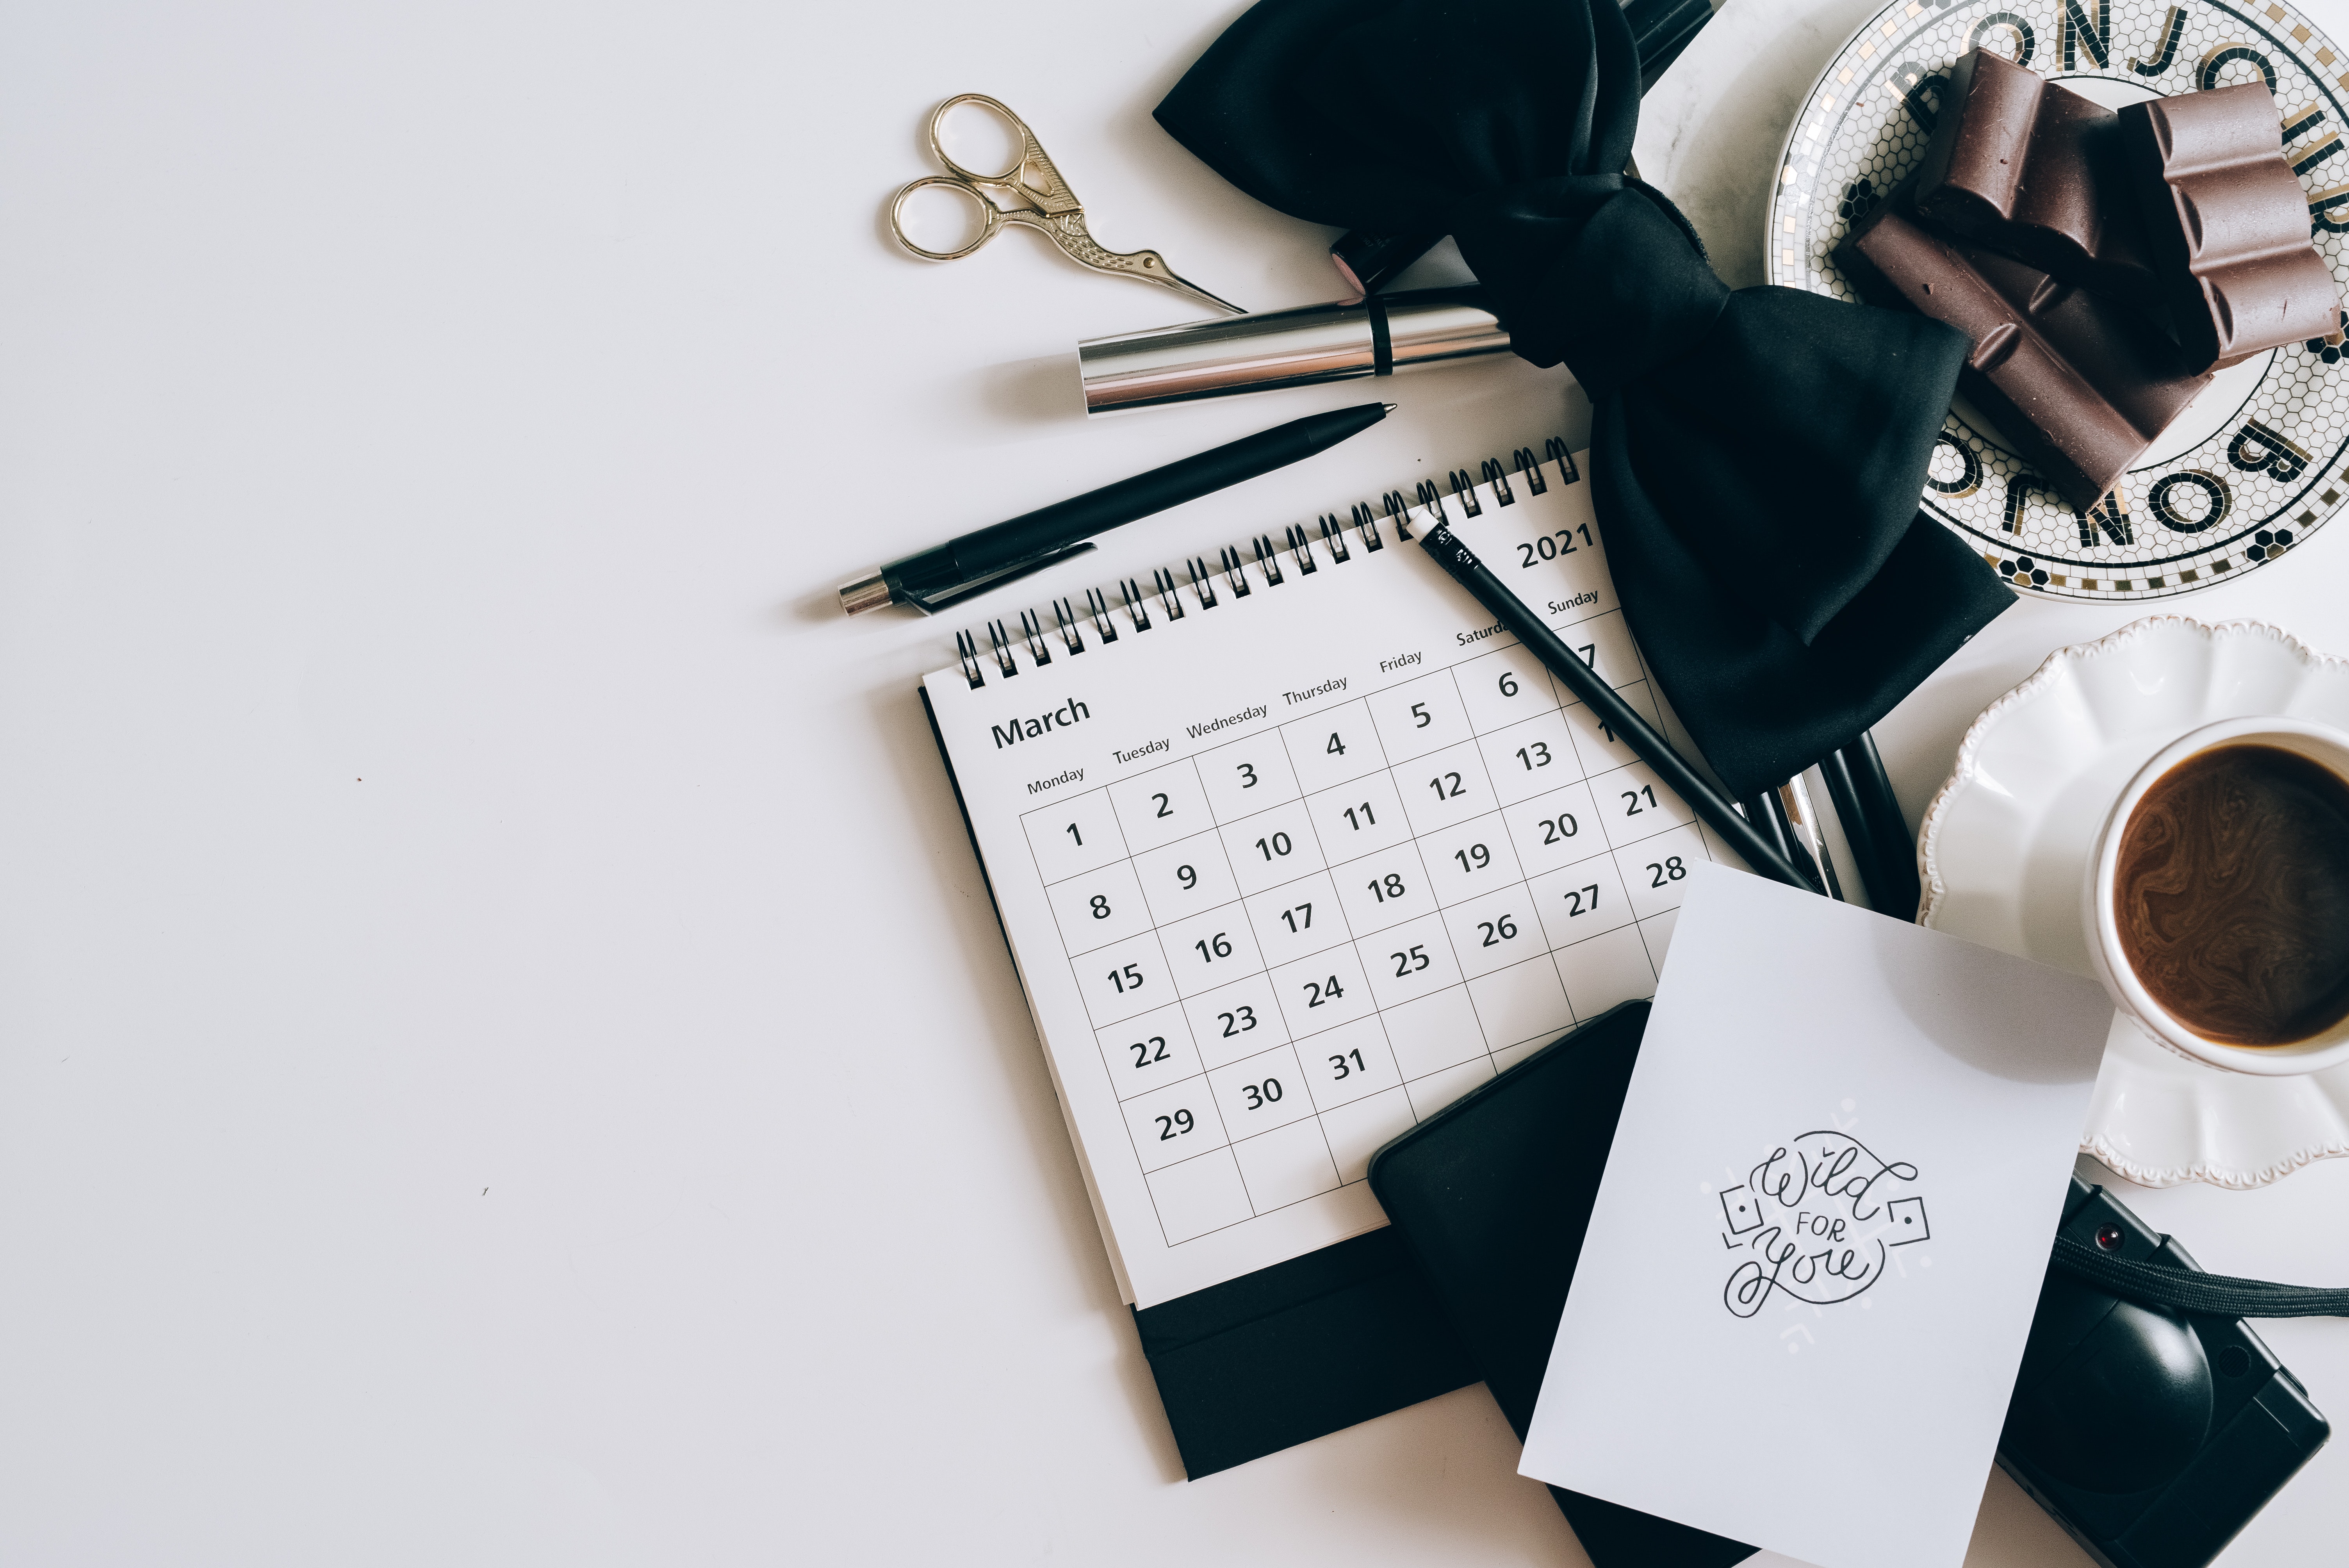 BONJOUR
BONJO
2021
March
Monday Tuesday Wednesday Thursday Friday Saturday Sunday
1 2 3 4 5 6 7
8 9 10 11 12 13
15 16 17 18 19 20 21
22 23 24 25 26 27 28
29 30 31
Wild
FOR
You